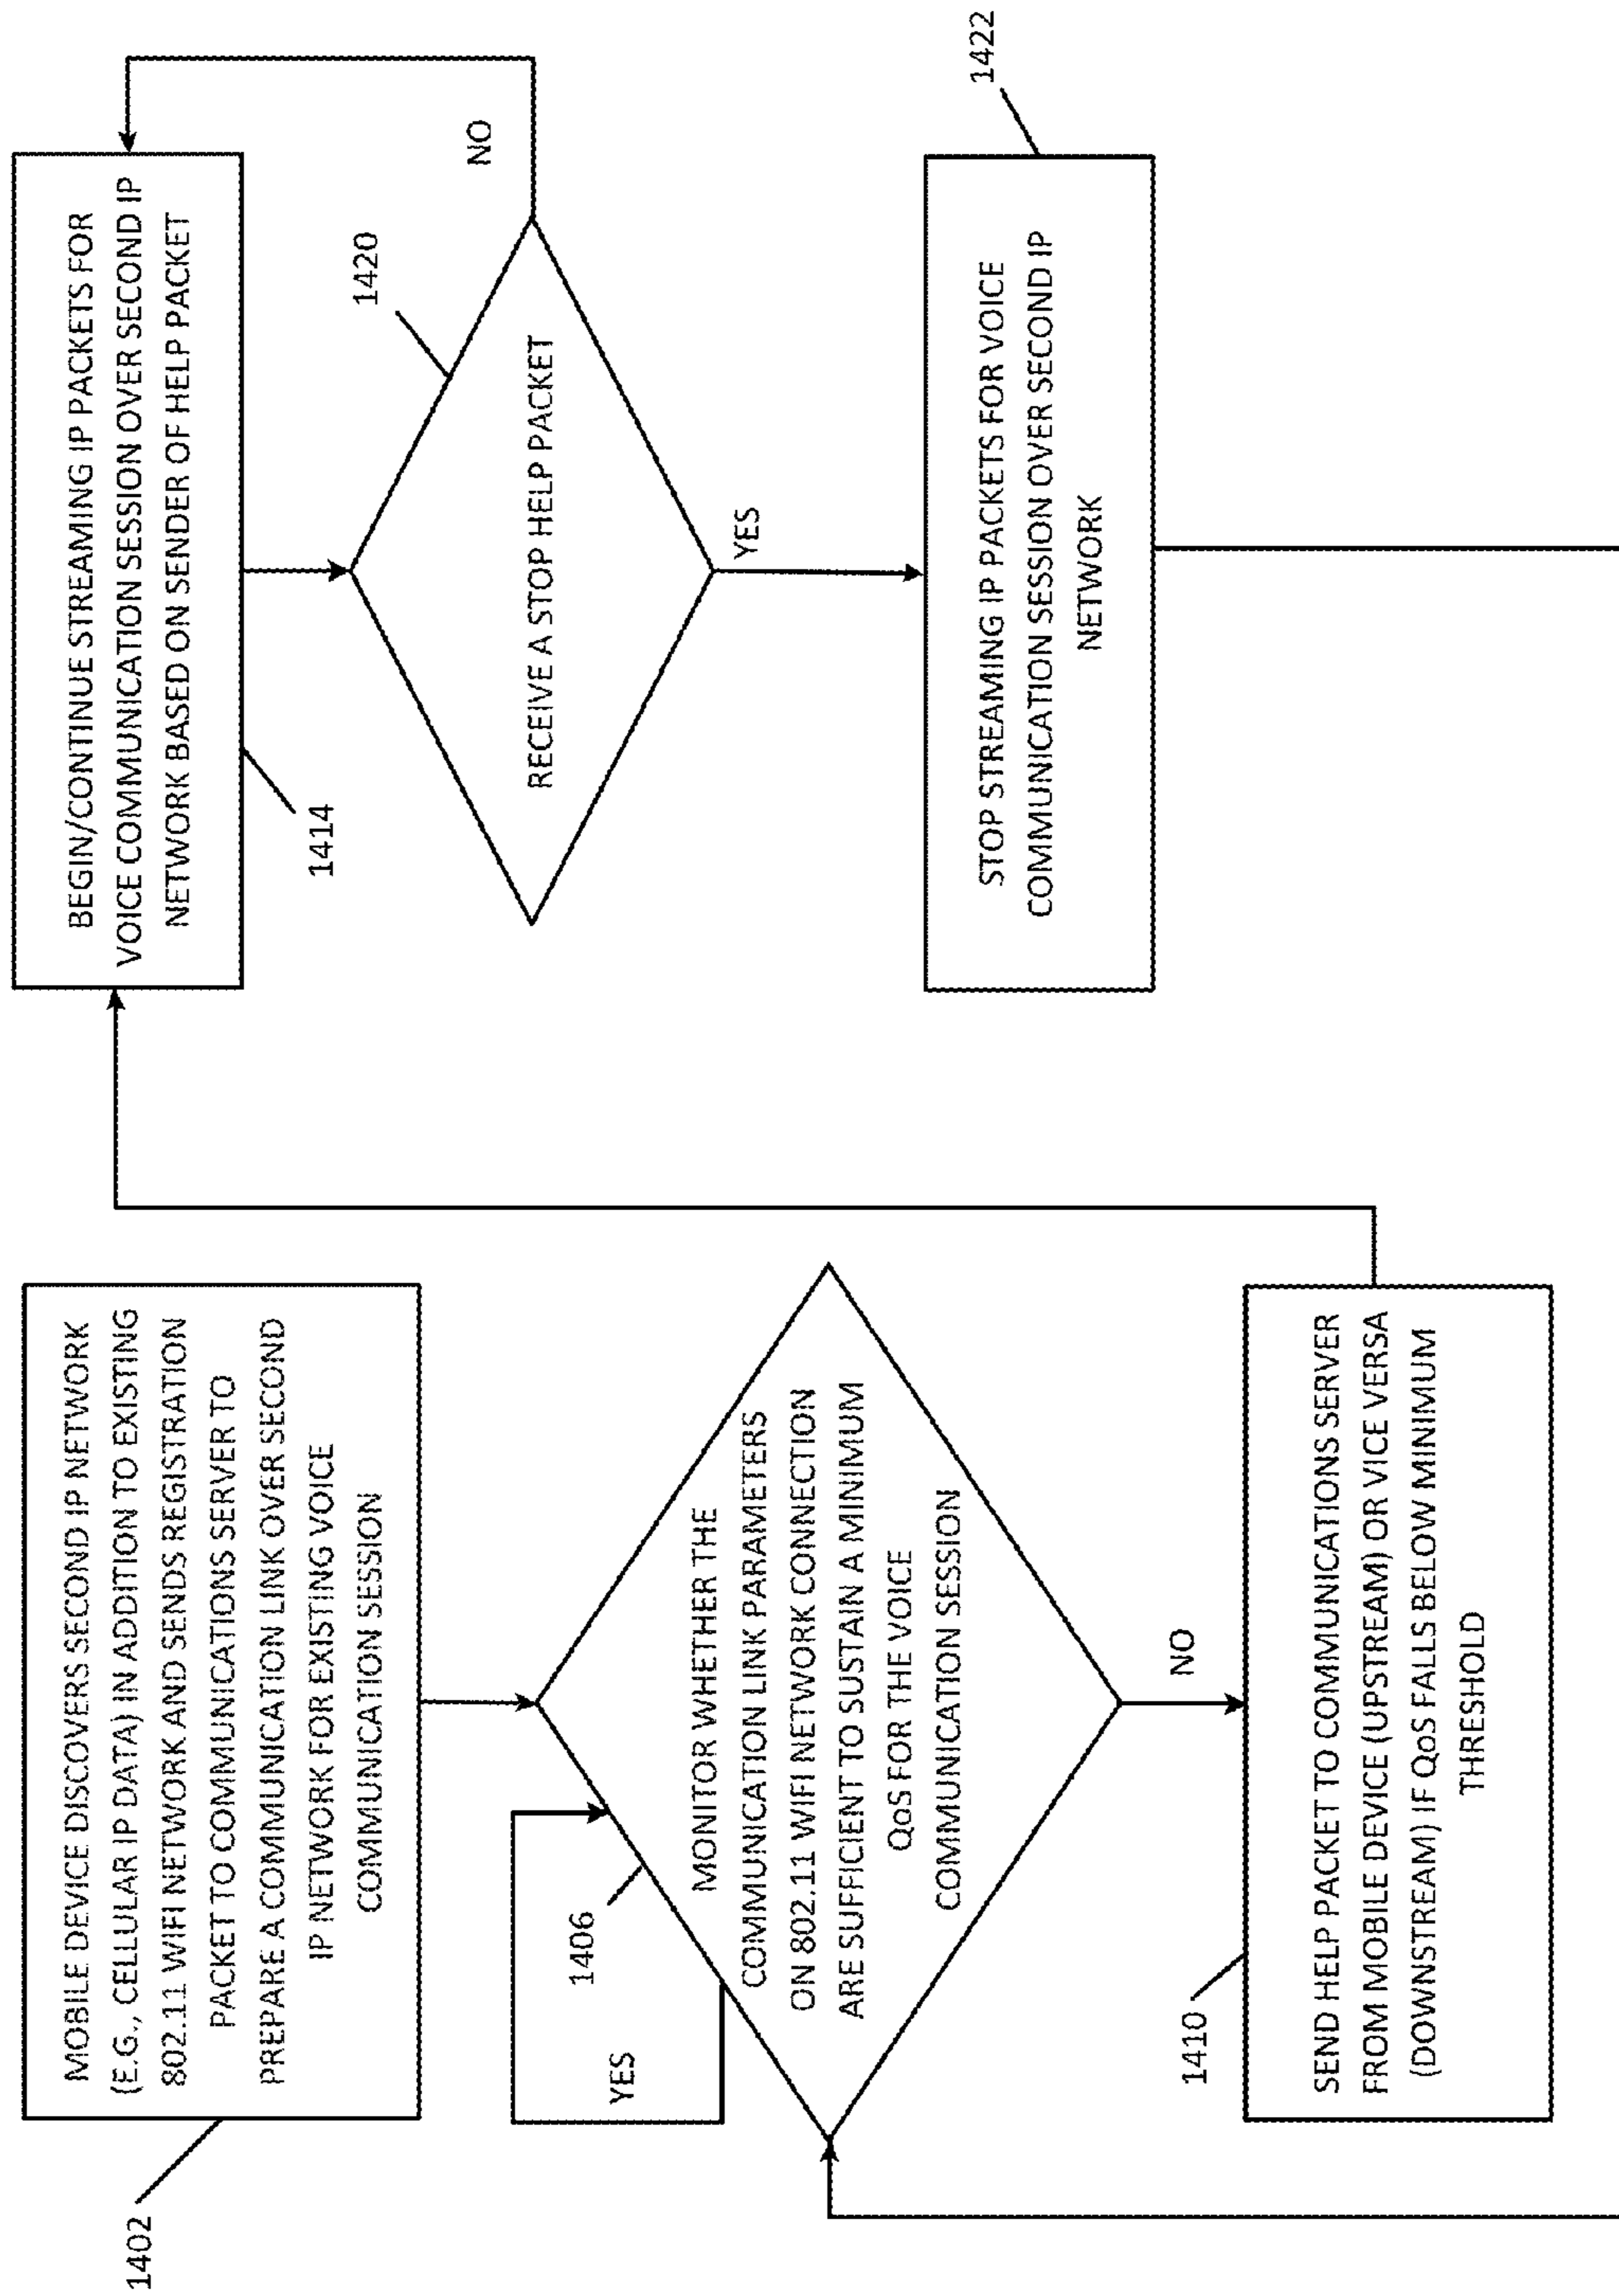 1402
MOBILE DEVICE DISCOVERS SECOND IP NETWORK
(E.G., CELLULAR IP DATA) IN ADDITION TO EXISTING
802.11 WIFI NETWORK AND SENDS REGISTRATION
PACKET TO COMMUNICATIONS SERVER TO
PREPARE A COMMUNICATION LINK OVER SECOND
IP NETWORK FOR EXISTING VOICE
COMMUNICATION SESSION
YES
1406
MONITOR WHETHER THE
COMMUNICATION LINK PARAMETERS
ON 802.11 WIFI NETWORK CONNECTION
ARE SUFFICIENT TO SUSTAIN A MINIMUM
QoS FOR THE VOICE
COMMUNICATION SESSION
NO
1410
SEND HELP PACKET TO COMMUNICATIONS SERVER
FROM MOBILE DEVICE (UPSTREAM) OR VICE VERSA
(DOWNSTREAM) IF QoS FALLS BELOW MINIMUM
THRESHOLD
BEGIN/CONTINUE STREAMING IP PACKETS FOR
VOICE COMMUNICATION SESSION OVER SECOND IP
NETWORK BASED ON SENDER OF HELP PACKET
1414
1420
NO
RECEIVE A STOP HELP PACKET
YES
1422
STOP STREAMING IP PACKETS FOR VOICE
COMMUNICATION SESSION OVER SECOND IP
NETWORK